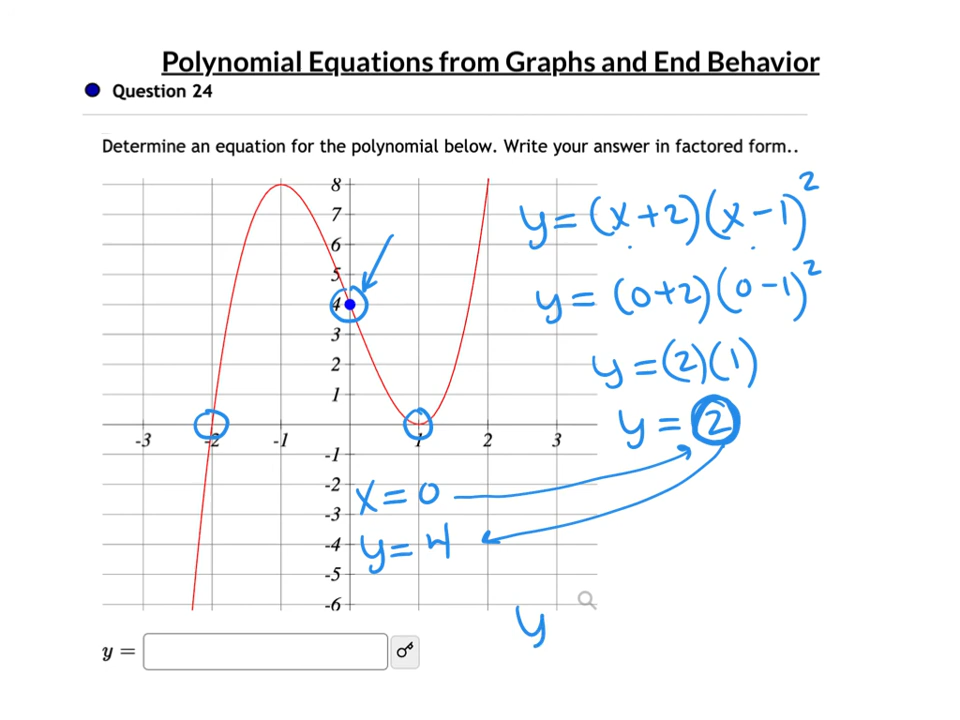 Polynomial Equations from Graphs and End Behavior
Question 24
Determine an equation for the polynomial below. Write your answer in factored form..
8
7
6
5
4
3
2
1
-3 -2 -1 1 2 3
-1
-2
-3
-4
-5
-6
y = (x+2)(x-1)²
y = (0+2)(0-1)²
y = (2)(1)
y = 2
x = 0
y = 4
y
y =